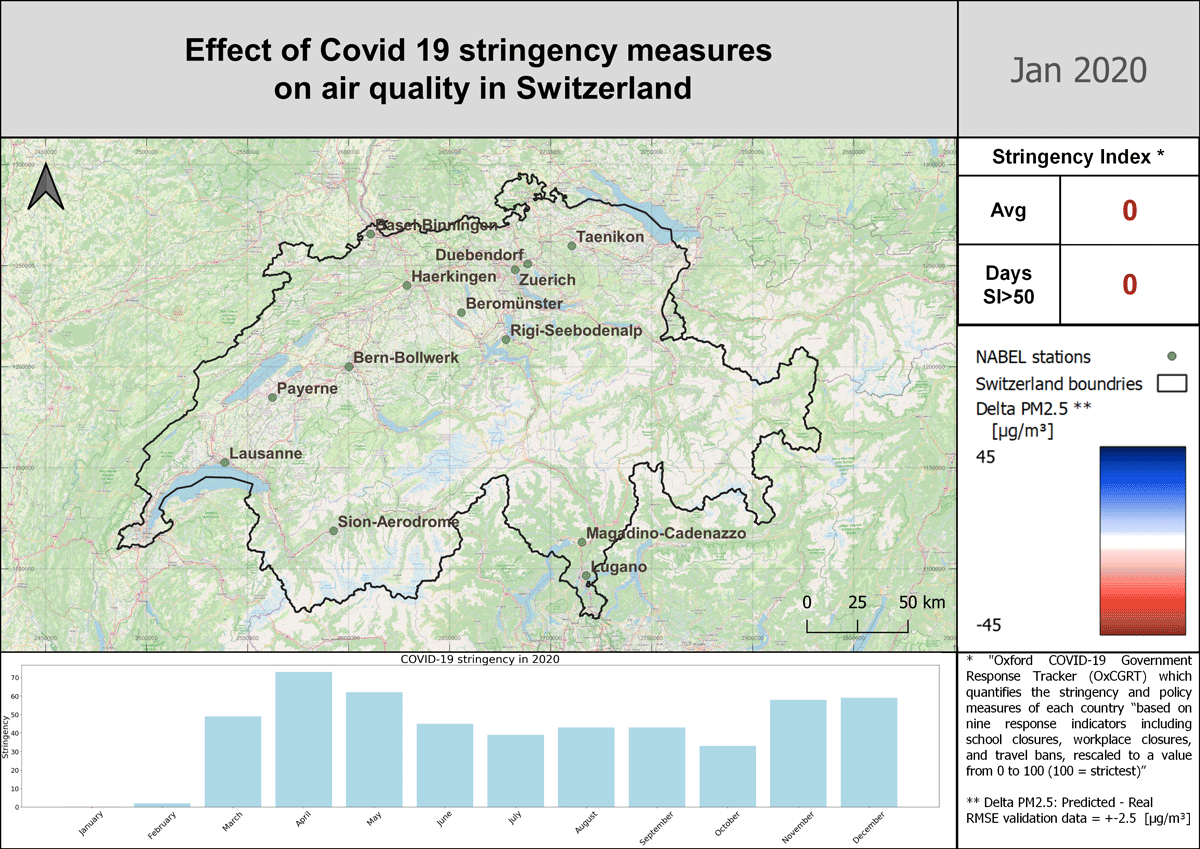 Effect of Covid 19 stringency measures
on air quality in Switzerland
Jan 2020
Stringency Index *
Avg
0
Days
SI>50
0
Basel-Binningen
Taenikon
Duebendorf
Zuerich
Haerkingen
Beromünster
Rigi-Seebodenalp
Bern-Bollwerk
Payerne
Lausanne
Sion-Aerodrome
Magadino-Cadenazzo
Lugano
0 25 50 km
NABEL stations
Switzerland boundries
Delta PM2.5 **
[µg/m³]
45
-45
COVID-19 stringency in 2020
Stringency
70
60
50
40
30
20
10
0
January
February
March
April
May
June
July
August
September
October
November
December
* "Oxford COVID-19 Government
Response Tracker (OxCGRT) which
quantifies the stringency and policy
measures of each country “based on
nine response indicators including
school closures, workplace closures,
and travel bans, rescaled to a value
from 0 to 100 (100 = strictest)”
** Delta PM2.5: Predicted - Real
RMSE validation data = +-2.5 [µg/m³]